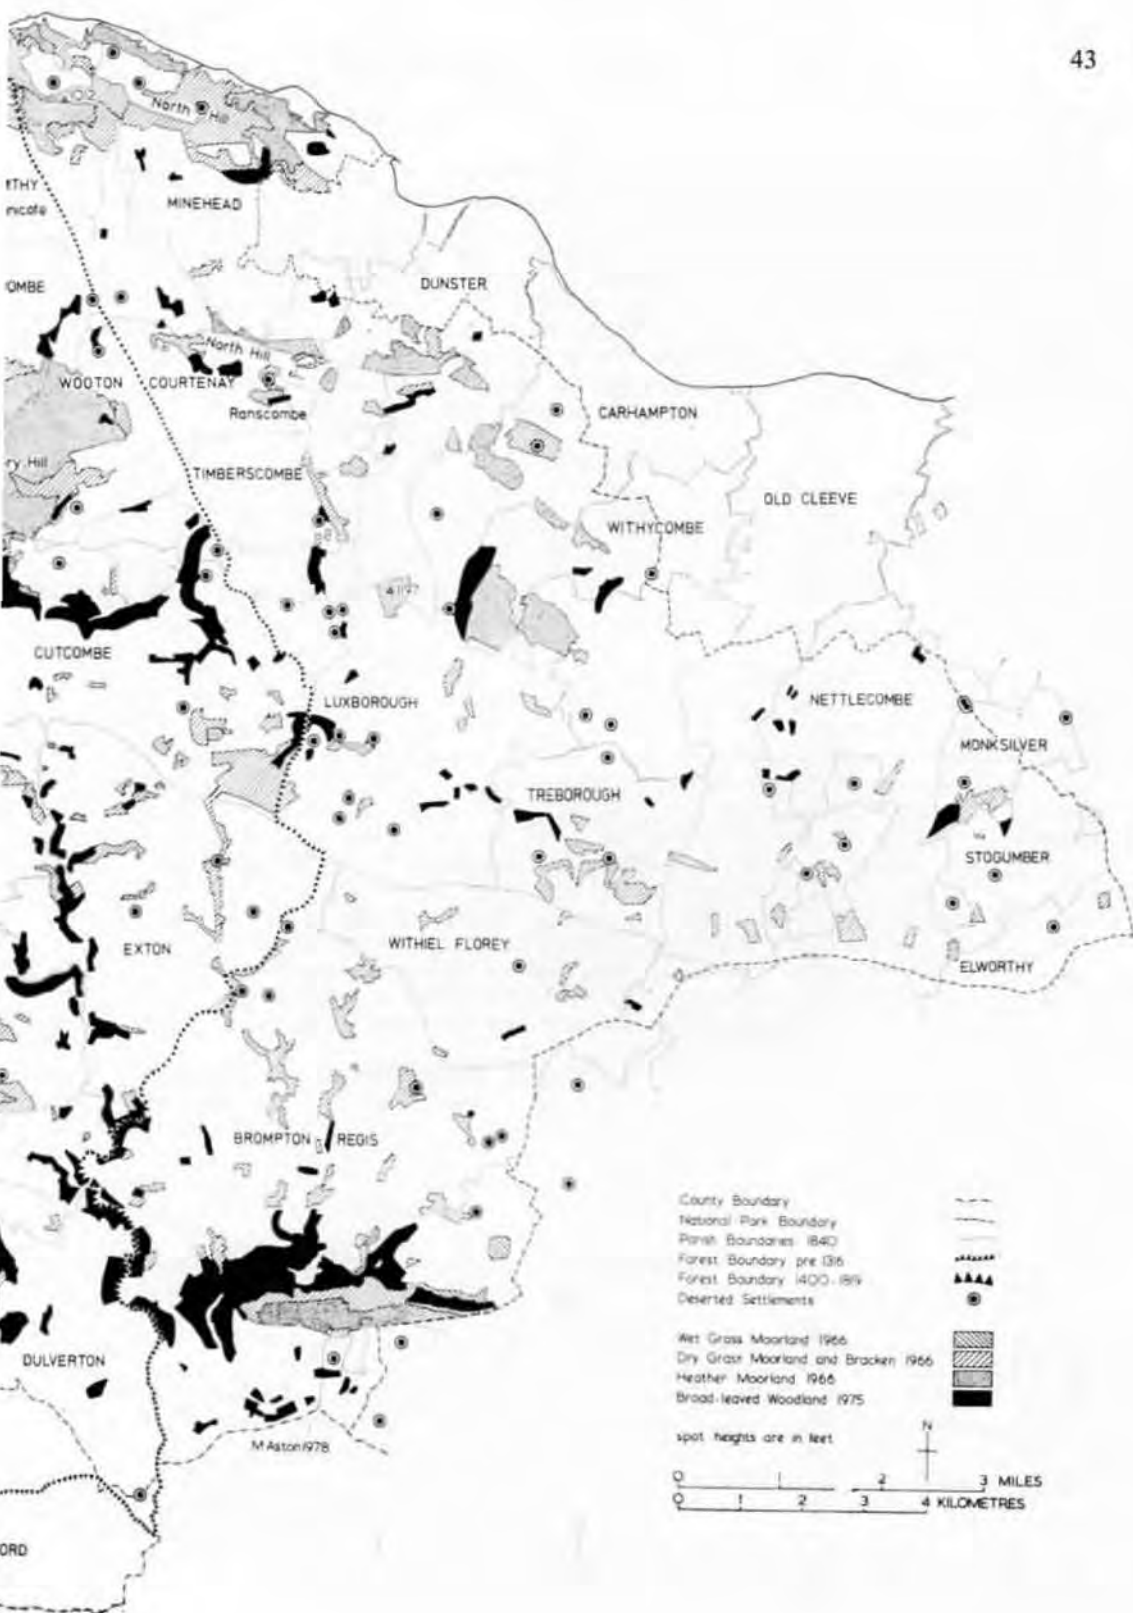 43
North Hill
MINEHEAD
OMBE
DUNSTER
North Hill
WOOTON COURTENAY
Ranscombe
CARHAMPTON
ry Hill
TIMBERSCOMBE
OLD CLEEVE
WITHYCOMBE
CUTCOMBE
LUXBOROUGH
NETTLECOMBE
MONKSILVER
TREBOROUGH
STOGUMBER
EXTON
WITHIEL FLOREY
ELWORTHY
BROMPTON REGIS
DULVERTON
M Aston 1978
ORD
County Boundary
National Park Boundary
Parish Boundaries 1840
Forest Boundary pre 1316
Forest Boundary 1400-1819
Deserted Settlements
Wet Grass Moorland 1966
Dry Grass Moorland and Bracken 1966
Heather Moorland 1966
Broad-leaved Woodland 1975
spot heights are in feet
N
0 2 3 MILES
0 1 2 3 4 KILOMETRES